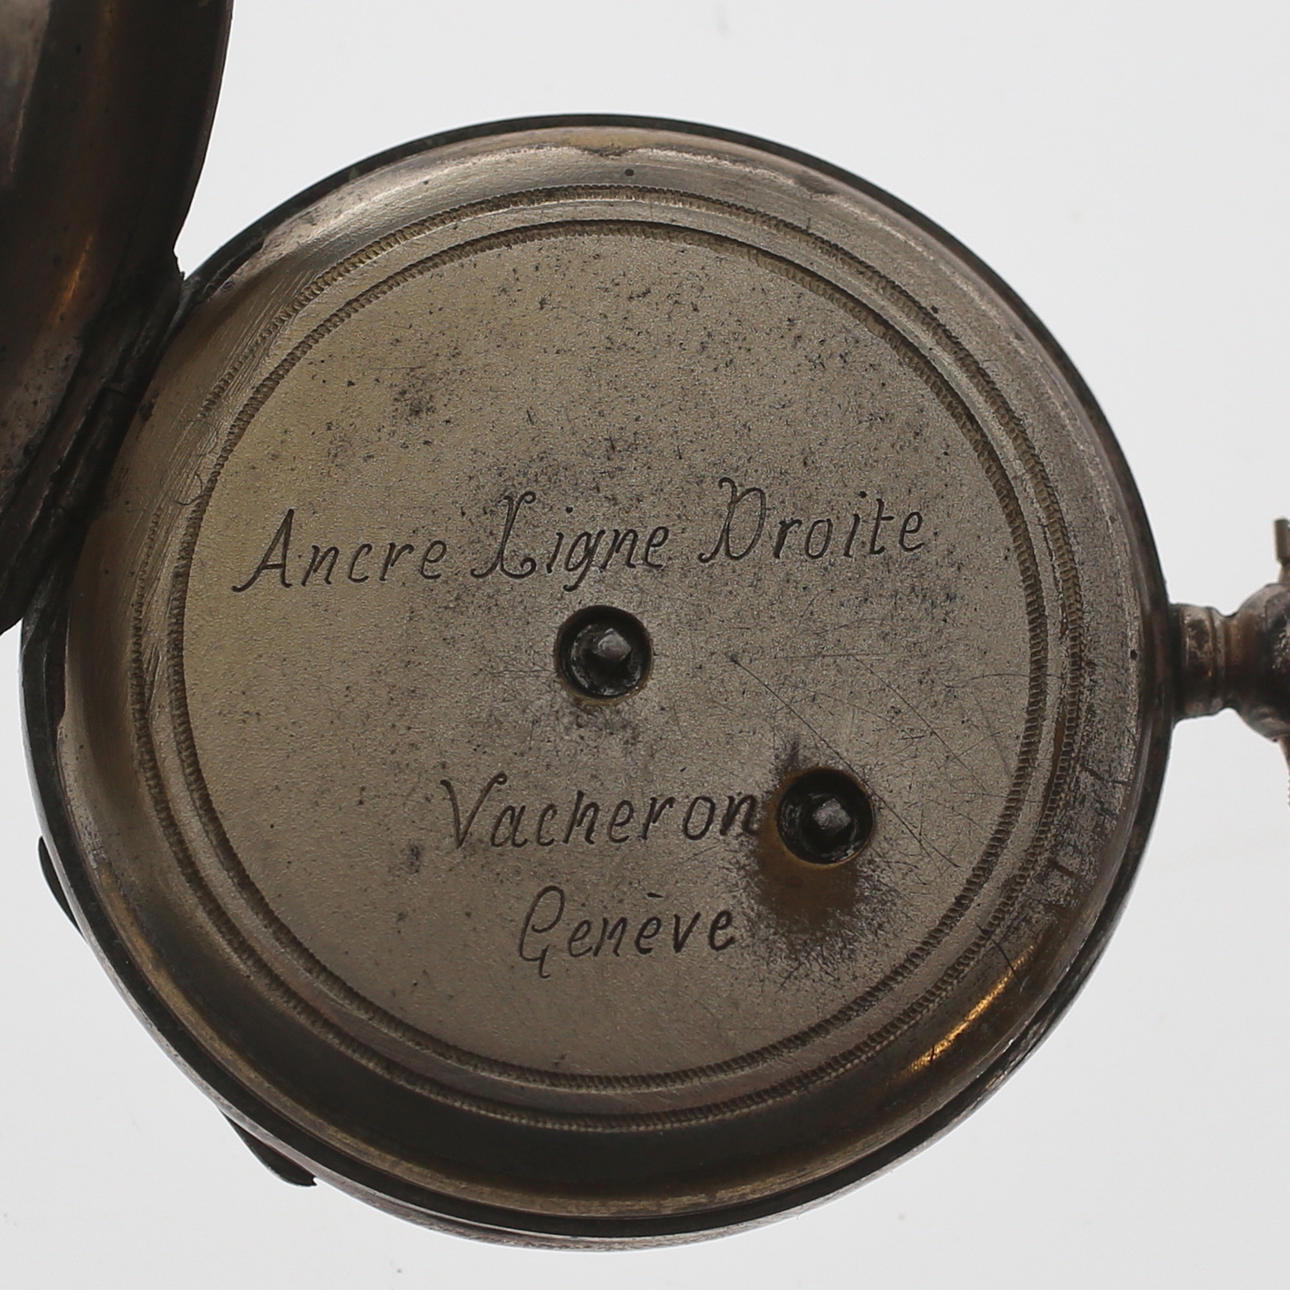 Ancre Ligne Droite
Vacheron
Genève